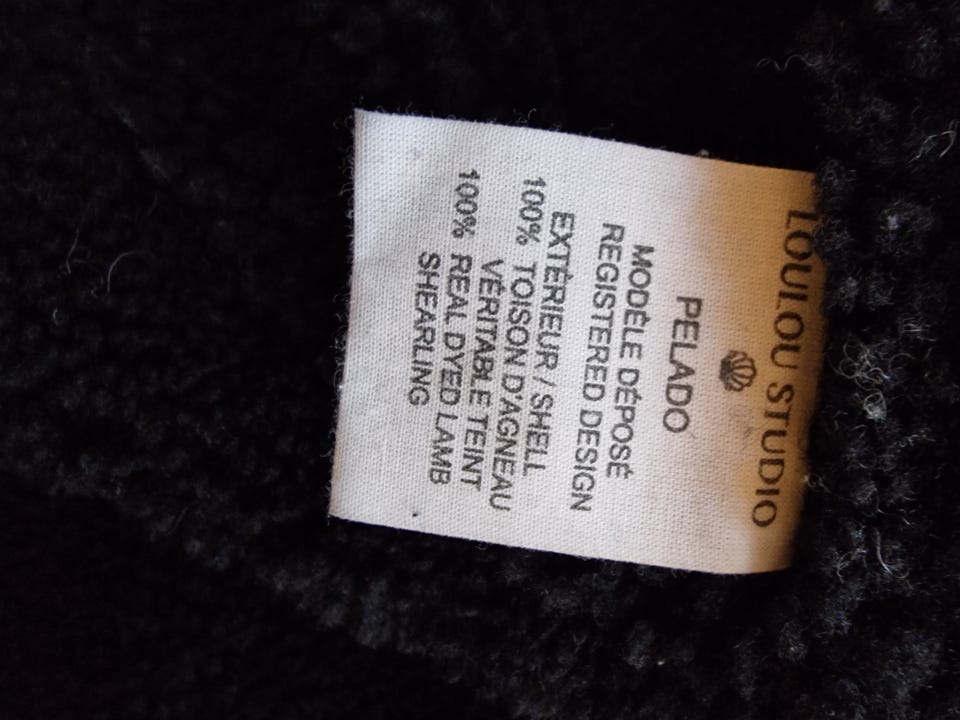 LOULOU STUDIO
PELADO
MODÈLE DÉPOSÉ
REGISTERED DESIGN
EXTÉRIEUR / SHELL
100% TOISON D'AGNEAU
VÉRITABLE TEINT
100% REAL DYED LAMB
SHEARLING